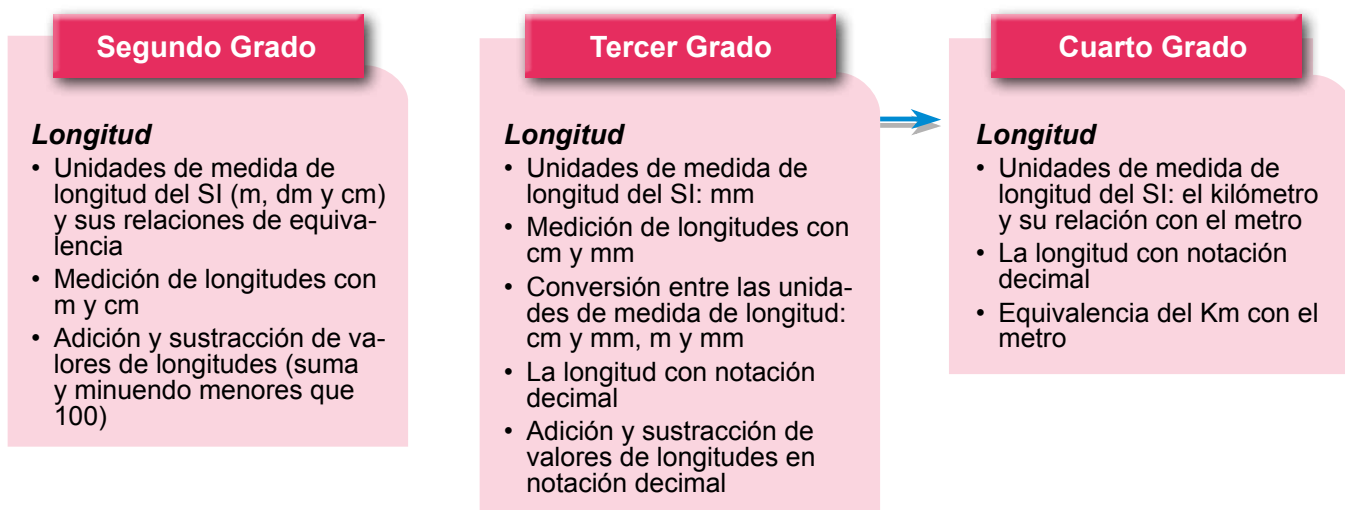 Segundo Grado
Longitud
• Unidades de medida de
longitud del SI (m, dm y cm)
y sus relaciones de equiva-
lencia
• Medición de longitudes con
m y cm
• Adición y sustracción de va-
lores de longitudes (suma
y minuendo menores que
100)
Tercer Grado
Longitud
• Unidades de medida de
longitud del SI: mm
• Medición de longitudes con
cm y mm
• Conversión entre las unida-
des de medida de longitud:
cm y mm, m y mm
• La longitud con notación
decimal
• Adición y sustracción de
valores de longitudes en
notación decimal
Cuarto Grado
Longitud
• Unidades de medida de
longitud del SI: el kilómetro
y su relación con el metro
• La longitud con notación
decimal
• Equivalencia del Km con el
metro